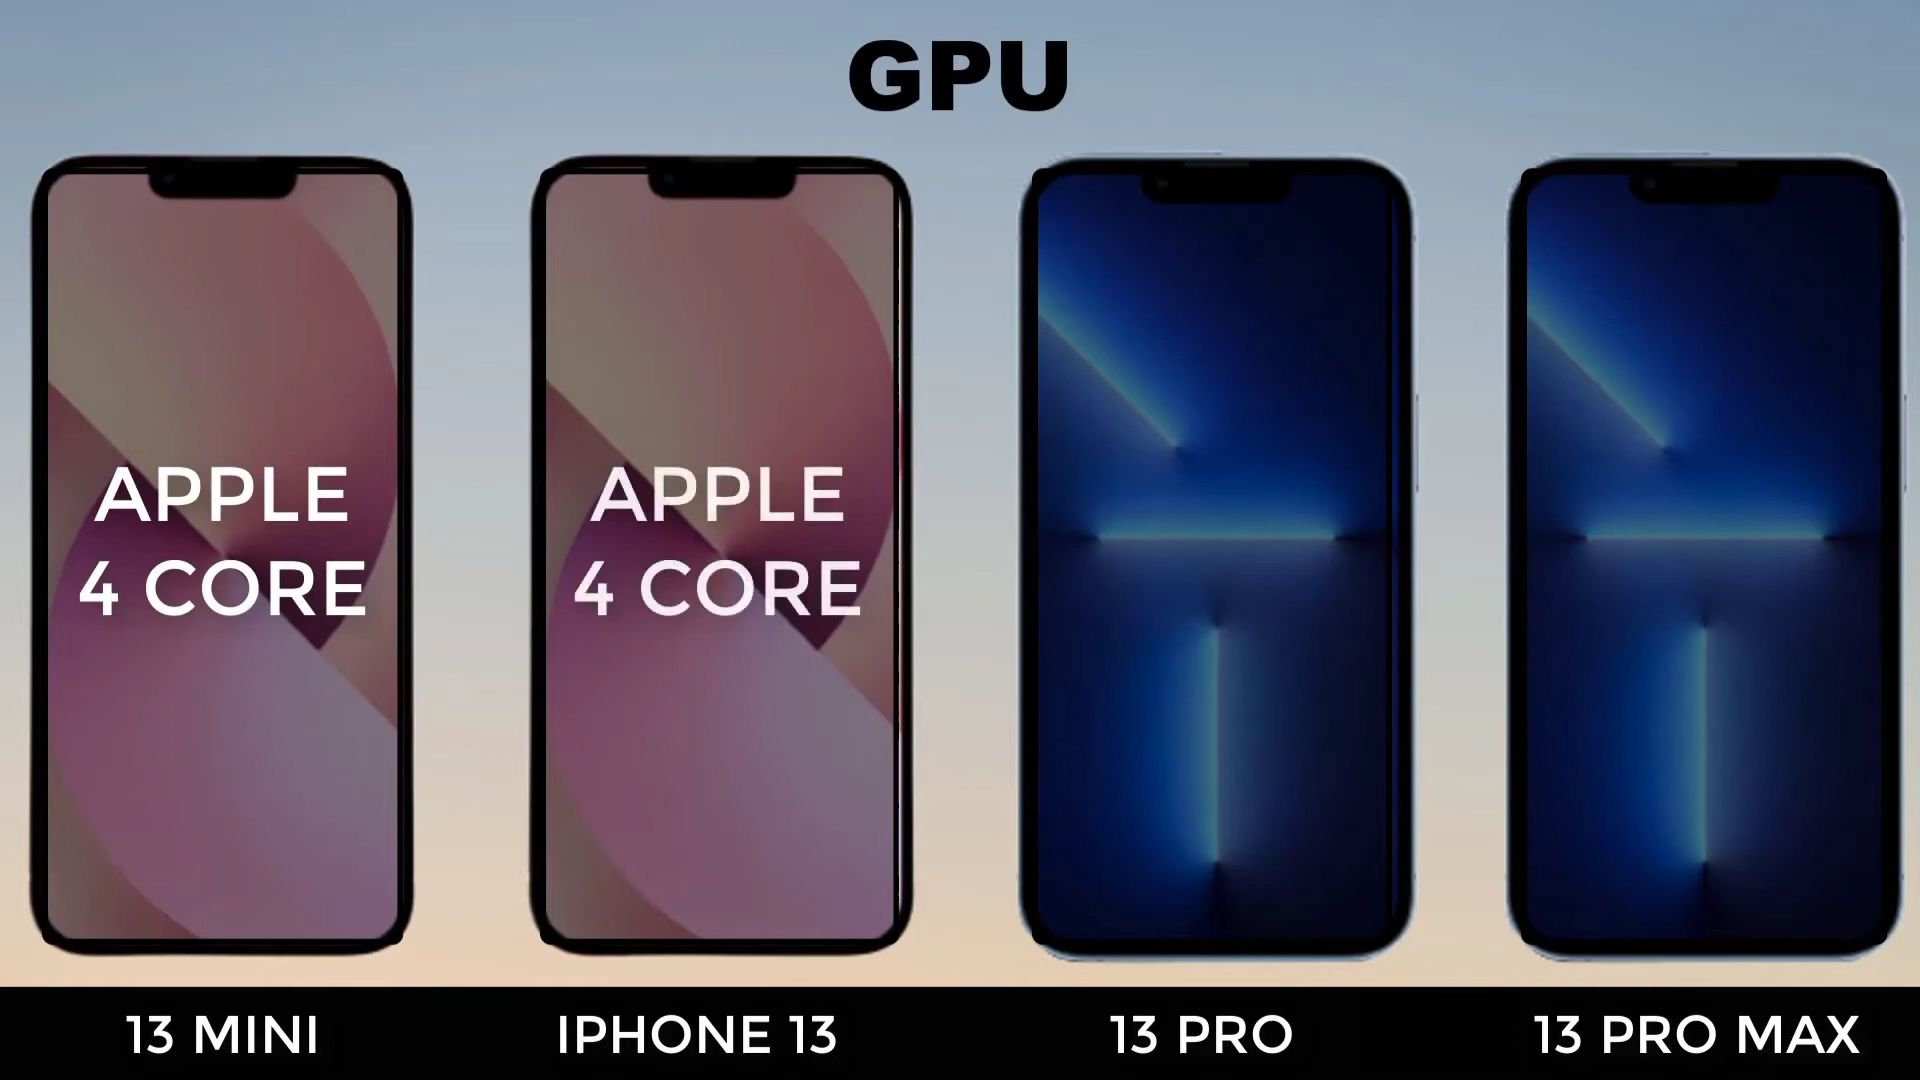 GPU
APPLE
4 CORE
APPLE
4 CORE
13 MINI
IPHONE 13
13 PRO
13 PRO MAX